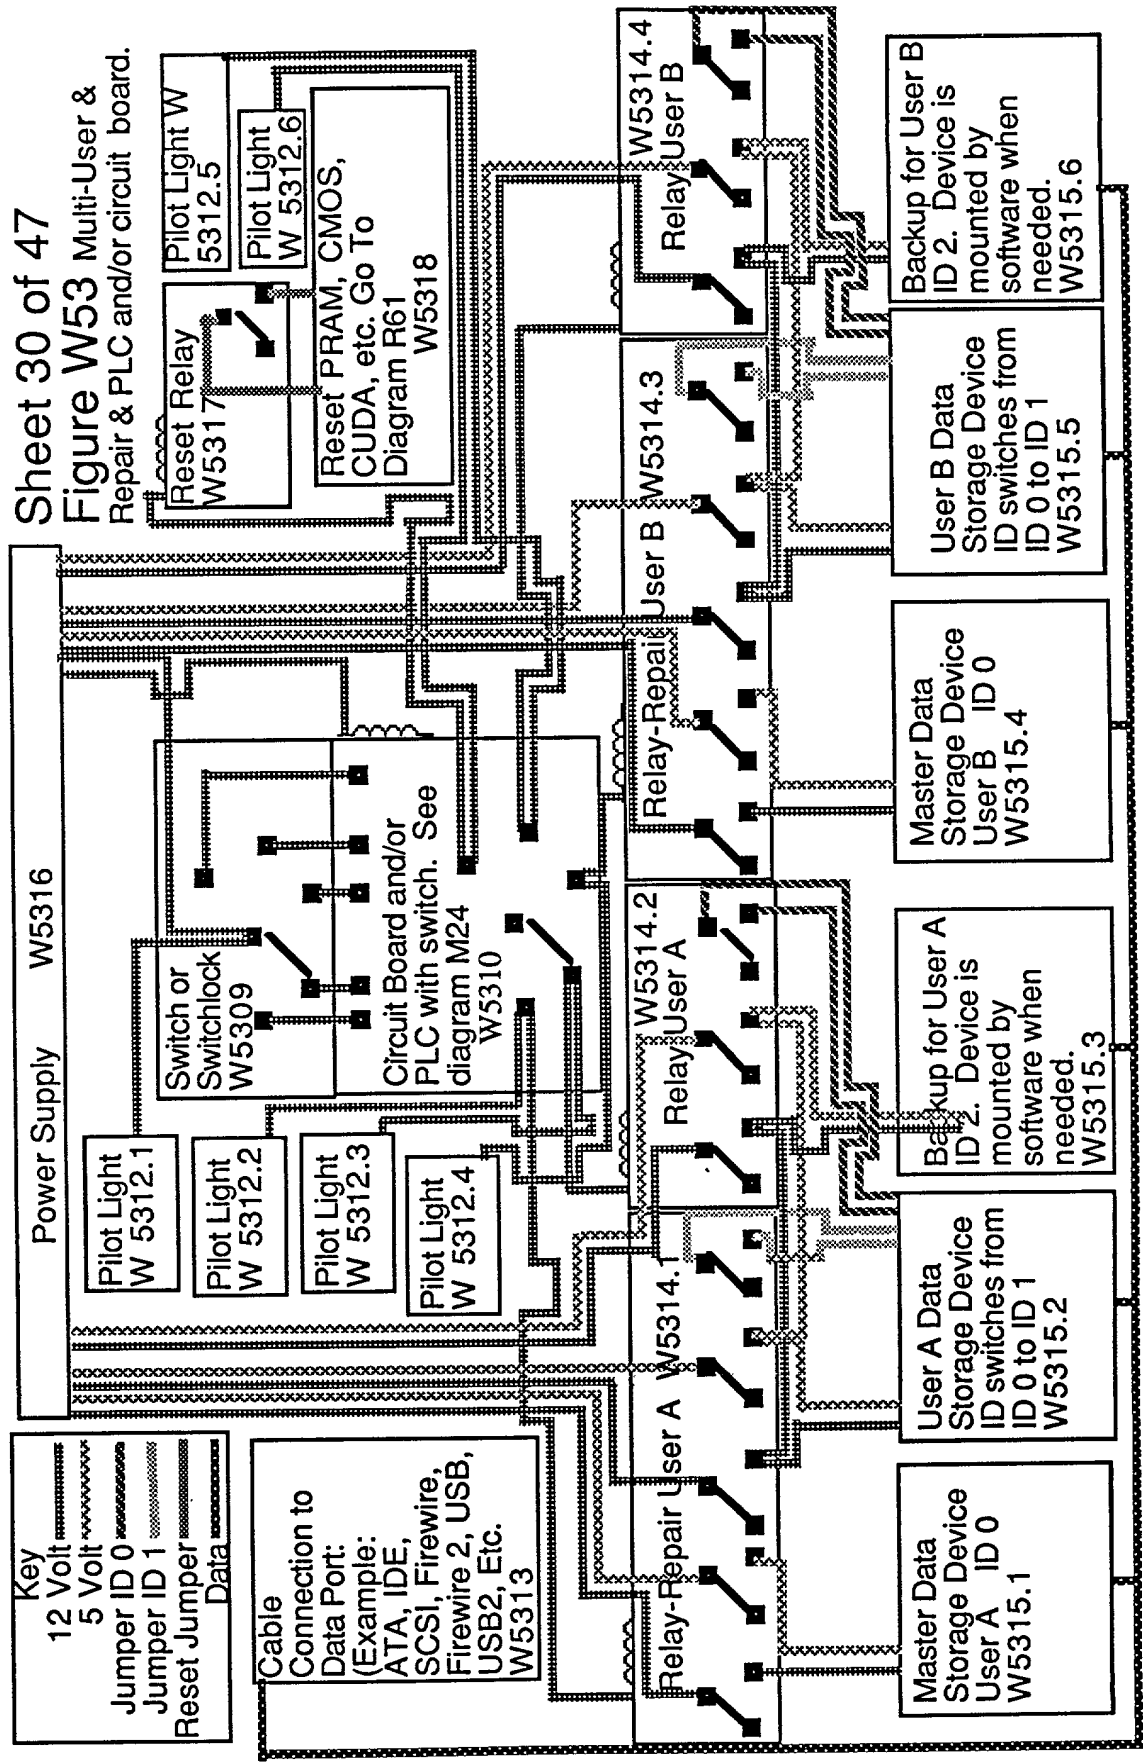 Sheet 30 of 47
Figure W53 Multi-User &
Repair & PLC and/or circuit board.
Key
12 Volt
5 Volt
Jumper ID 0
Jumper ID 1
Reset Jumper
Data
Power Supply W5316
Cable
Connection to
Data Port:
(Example:
ATA, IDE,
SCSI, Firewire,
Firewire 2, USB,
USB2, Etc.
W5313
Pilot Light
W 5312.1
Pilot Light
W 5312.2
Pilot Light
W 5312.3
Pilot Light
W 5312.4
Switch or
Switchlock
W5309
Circuit Board and/or
PLC with switch. See
diagram M24
W5310
Reset Relay
W5317
Pilot Light W
5312.5
Pilot Light
W 5312.6
Reset PRAM, CMOS,
CUDA, etc. Go To
Diagram R61
W5318
Relay-Repair User A W5314.1
W5314.2
Relay User A
Relay-Repair User B W5314.3
W5314.4
Relay User B
Master Data
Storage Device
User A ID 0
W5315.1
User A Data
Storage Device
ID switches from
ID 0 to ID 1
W5315.2
Backup for User A
ID 2. Device is
mounted by
software when
needed.
W5315.3
Master Data
Storage Device
User B ID 0
W5315.4
User B Data
Storage Device
ID switches from
ID 0 to ID 1
W5315.5
Backup for User B
ID 2. Device is
mounted by
software when
needed.
W5315.6